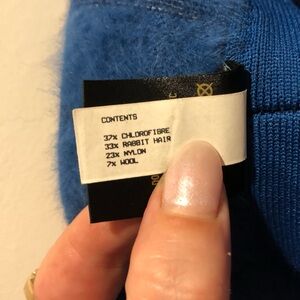 CONTENTS
37% CHLOROFIBRE
33% RABBIT HAIR
23% NYLON
7% WOOL